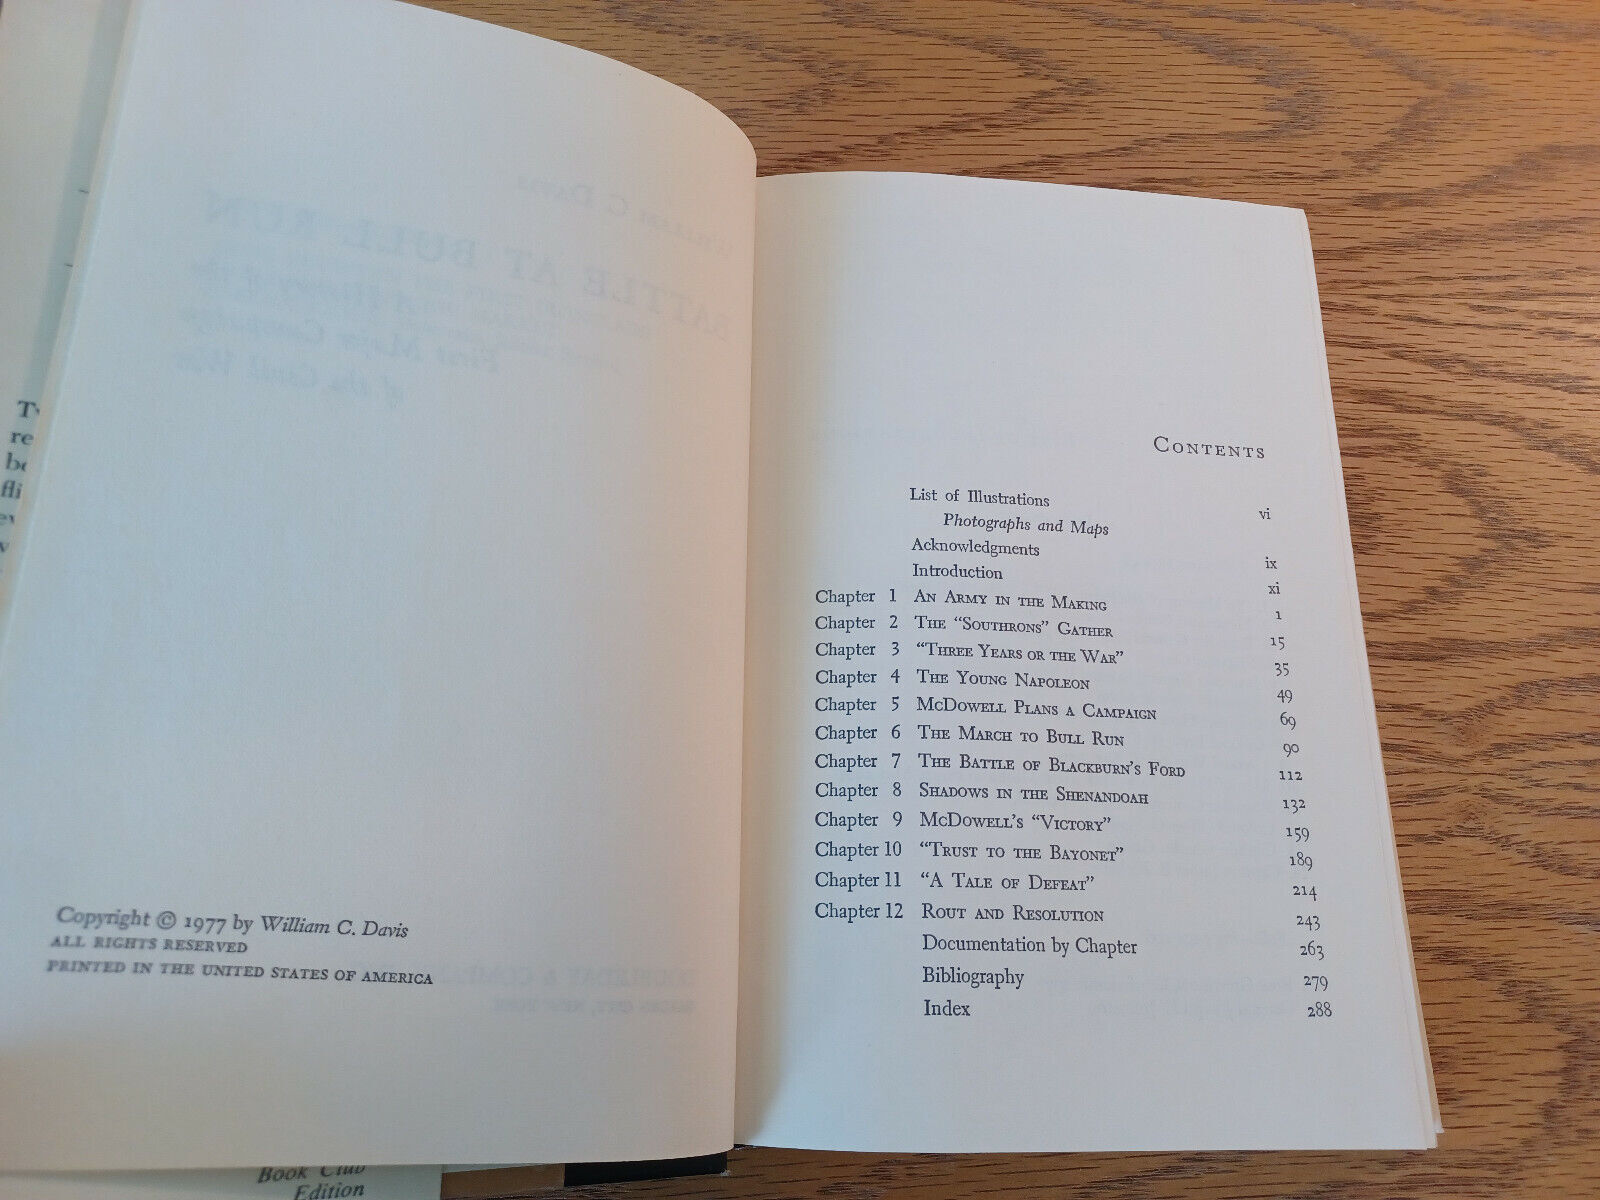 Copyright © 1977 by William C. Davis
ALL RIGHTS RESERVED
PRINTED IN THE UNITED STATES OF AMERICA
Book Club
Edition
CONTENTS
List of Illustrations vi
Photographs and Maps
Acknowledgments ix
Introduction xi
Chapter 1 AN ARMY IN THE MAKING 1
Chapter 2 THE "SOUTHRONS" GATHER 15
Chapter 3 "THREE YEARS OR THE WAR" 35
Chapter 4 THE YOUNG NAPOLEON 49
Chapter 5 MCDOWELL PLANS A CAMPAIGN 69
Chapter 6 THE MARCH TO BULL RUN 90
Chapter 7 THE BATTLE OF BLACKBURN'S FORD 112
Chapter 8 SHADOWS IN THE SHENANDOAH 132
Chapter 9 MCDOWELL'S "VICTORY" 159
Chapter 10 "TRUST TO THE BAYONET" 189
Chapter 11 "A TALE OF DEFEAT" 214
Chapter 12 ROUT AND RESOLUTION 243
Documentation by Chapter 263
Bibliography 279
Index 288